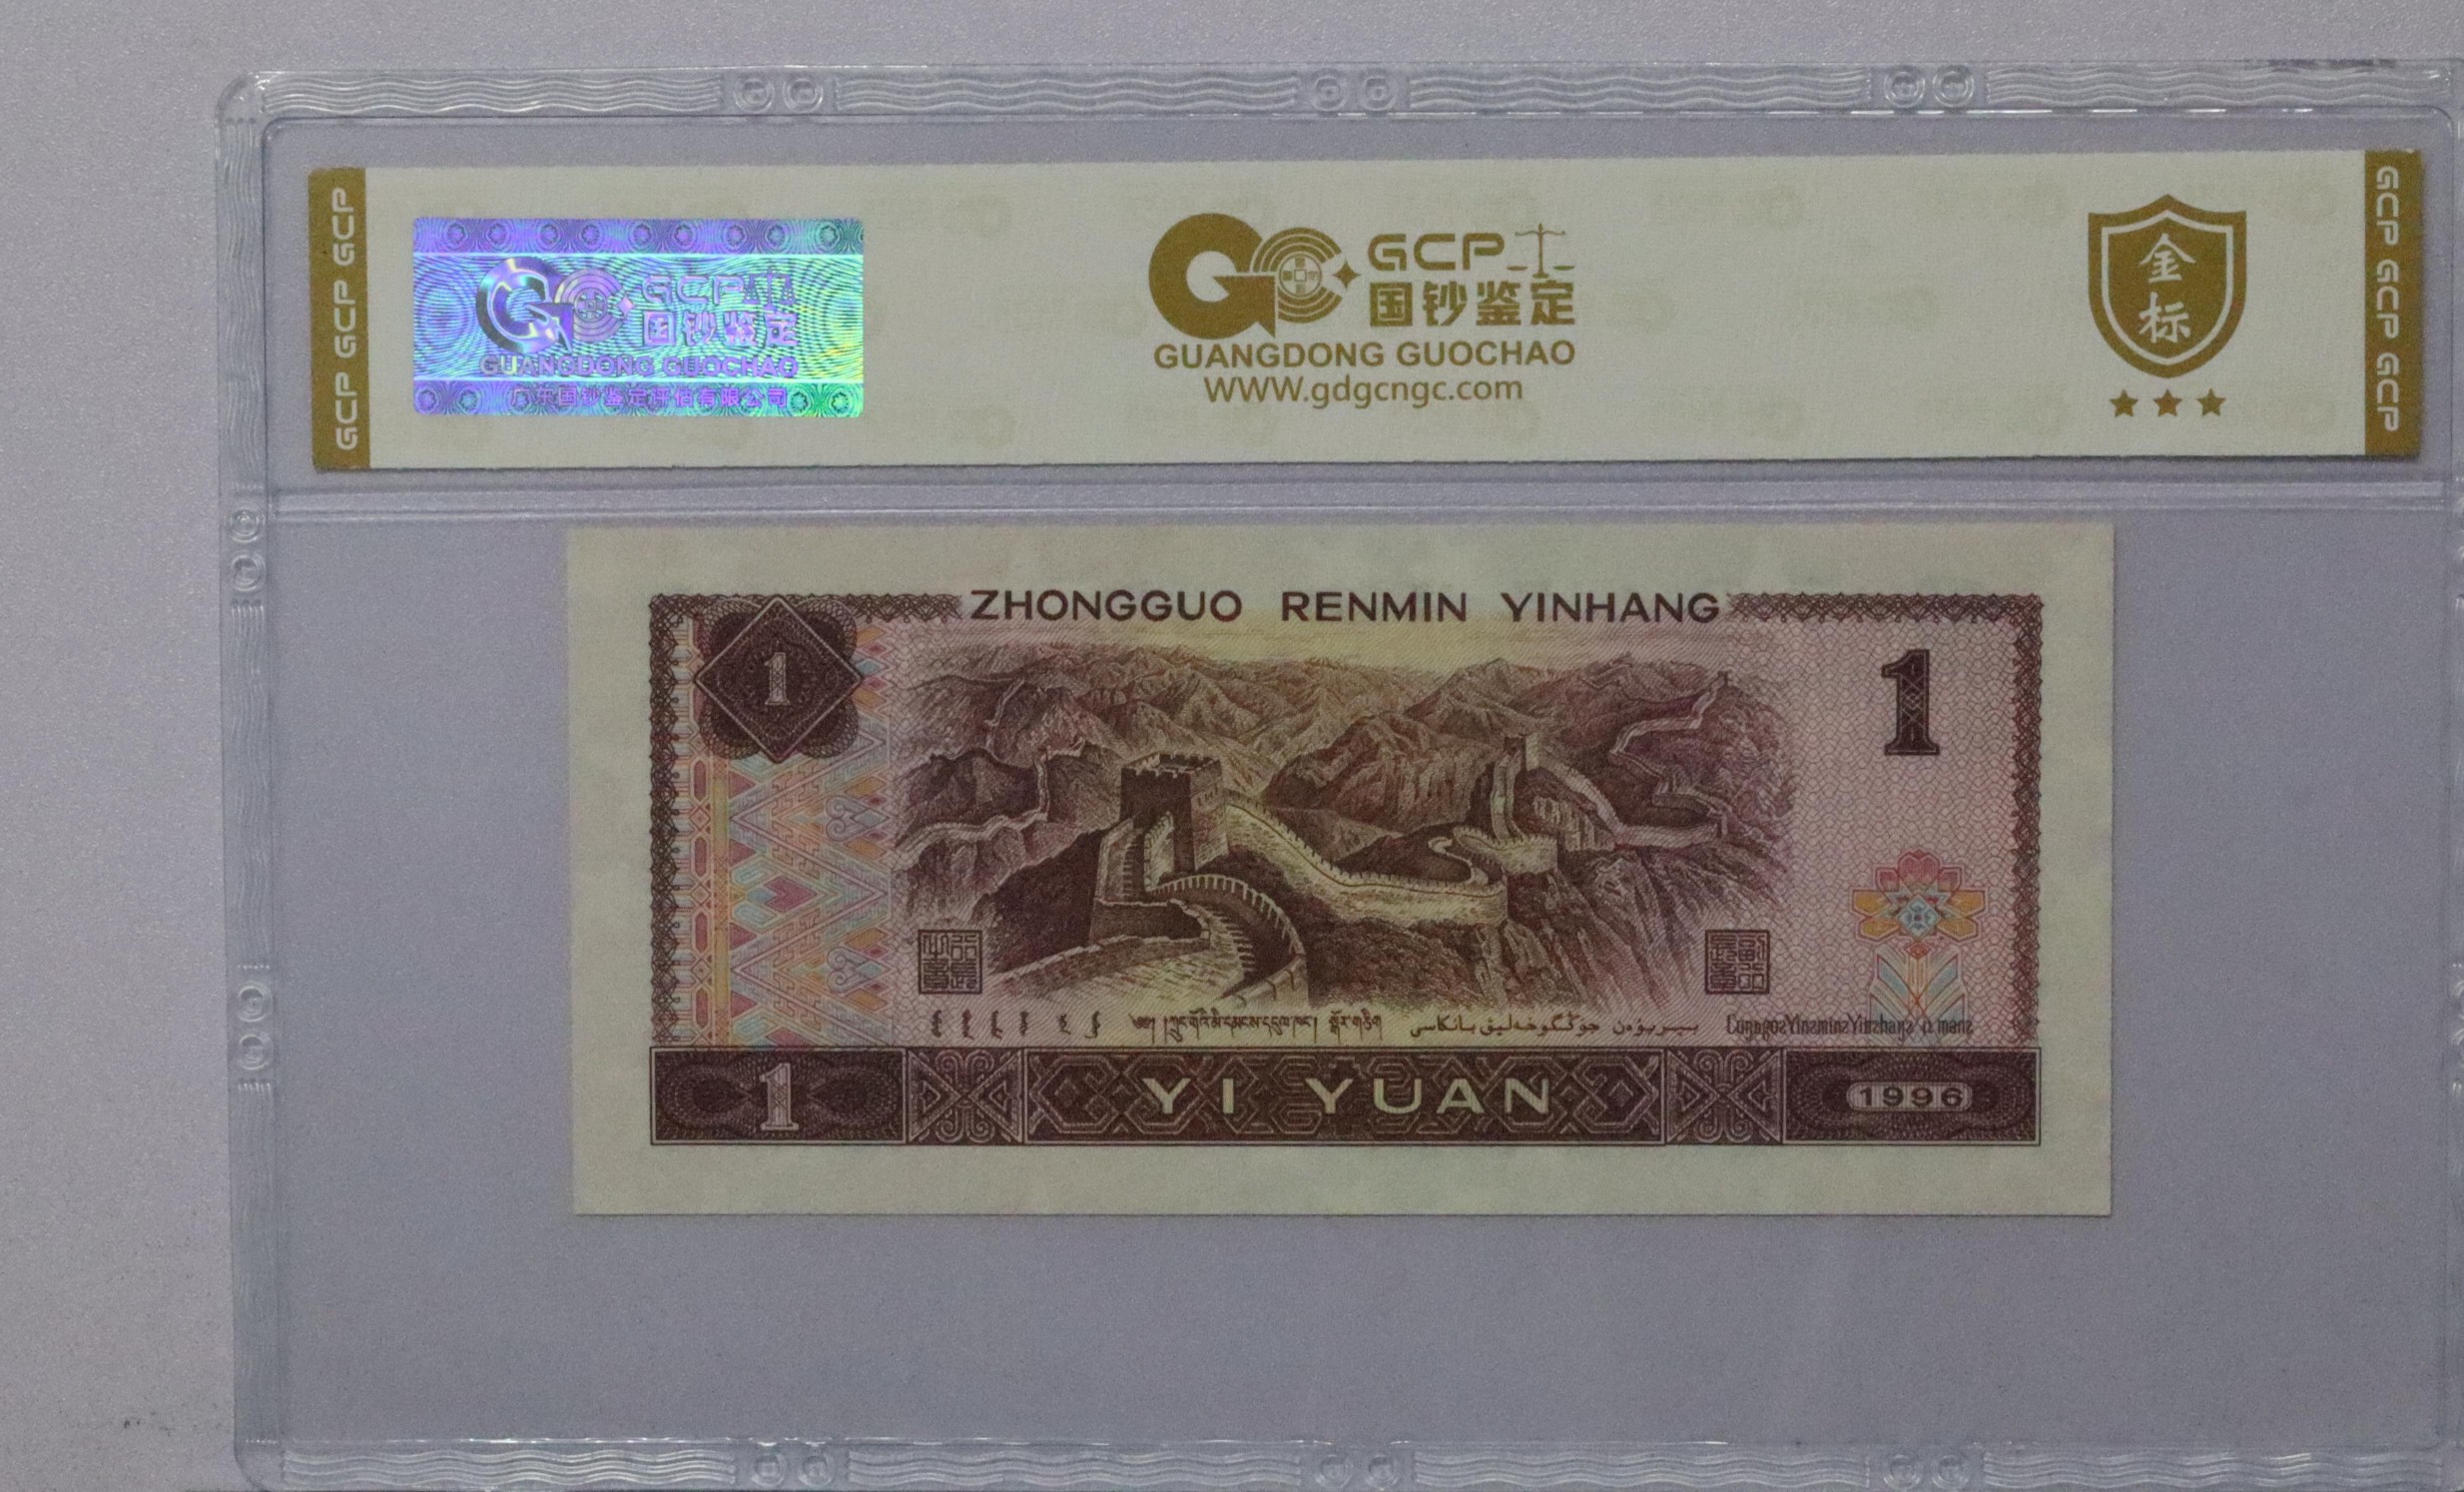 GCP GCP GCP
GCP
国钞鉴定
GUANGDONG GUOCHAO
广东国钞鉴定评估有限公司
GCP
国钞鉴定
GUANGDONG GUOCHAO
WWW.gdgcngc.com
金
标
GCP GCP GCP
ZHONGGUO RENMIN YINHANG
1
1
1
YI YUAN
1996